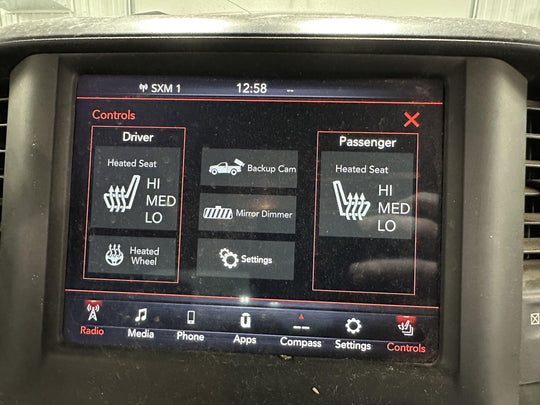 SXM 1
12:58
--
Controls
Driver
Passenger
Heated Seat
HI
MED
LO
Heated
Wheel
Backup Cam
Mirror Dimmer
Settings
Heated Seat
HI
MED
LO
Radio
Media
Phone
Apps
Compass
Settings
Controls